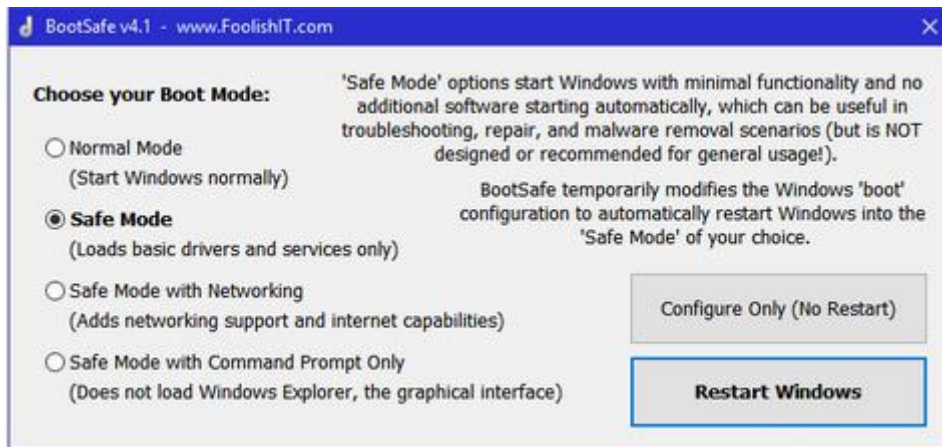 BootSafe v4.1 - www.FoolishIT.com
Choose your Boot Mode:
Normal Mode
(Start Windows normally)
Safe Mode
(Loads basic drivers and services only)
Safe Mode with Networking
(Adds networking support and internet capabilities)
Safe Mode with Command Prompt Only
(Does not load Windows Explorer, the graphical interface)
'Safe Mode' options start Windows with minimal functionality and no
additional software starting automatically, which can be useful in
troubleshooting, repair, and malware removal scenarios (but is NOT
designed or recommended for general usage!).
BootSafe temporarily modifies the Windows 'boot'
configuration to automatically restart Windows into the
'Safe Mode' of your choice.
Configure Only (No Restart)
Restart Windows